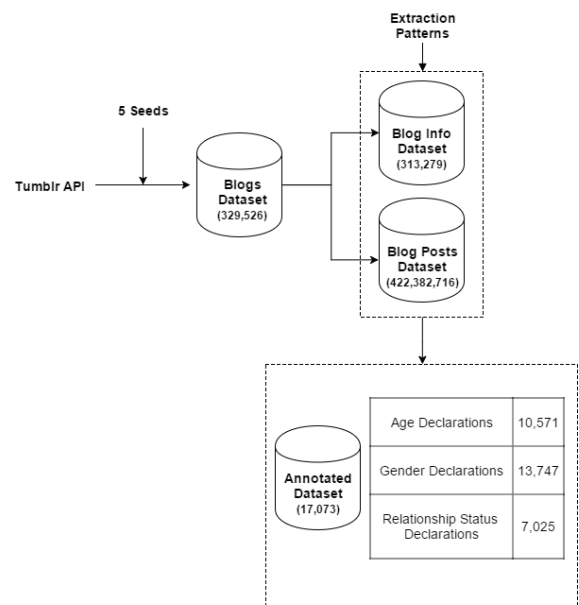 Extraction
Patterns
5 Seeds
Tumblr API
Blogs
Dataset
(329,526)
Blog Info
Dataset
(313,279)
Blog Posts
Dataset
(422,382,716)
Annotated
Dataset
(17,073)
Age Declarations
10,571
Gender Declarations
13,747
Relationship Status
Declarations
7,025